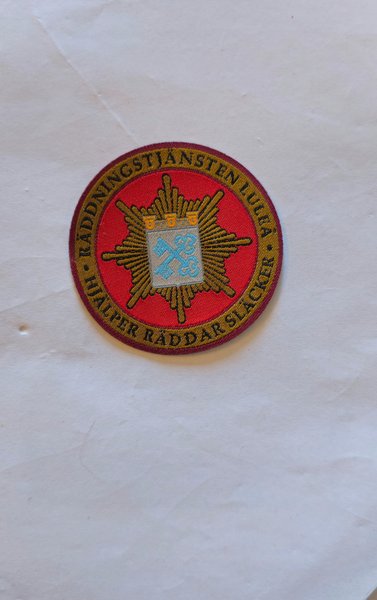 RÄDDNINGSTJÄNSTEN LULEÅ
HJÄLPER RÄDDAR SLÄCKER